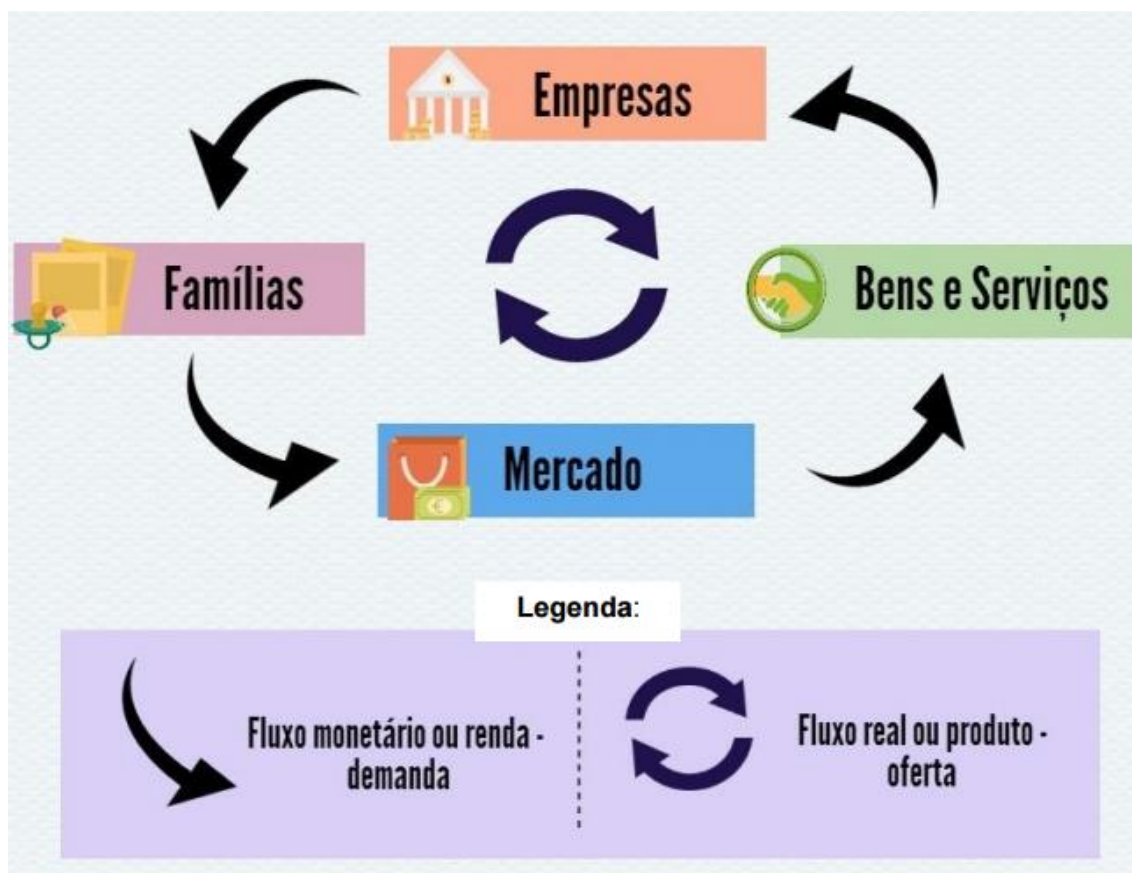 Empresas
Famílias
Bens e Serviços
Mercado
Legenda:
Fluxo monetário ou renda -
demanda
Fluxo real ou produto -
oferta